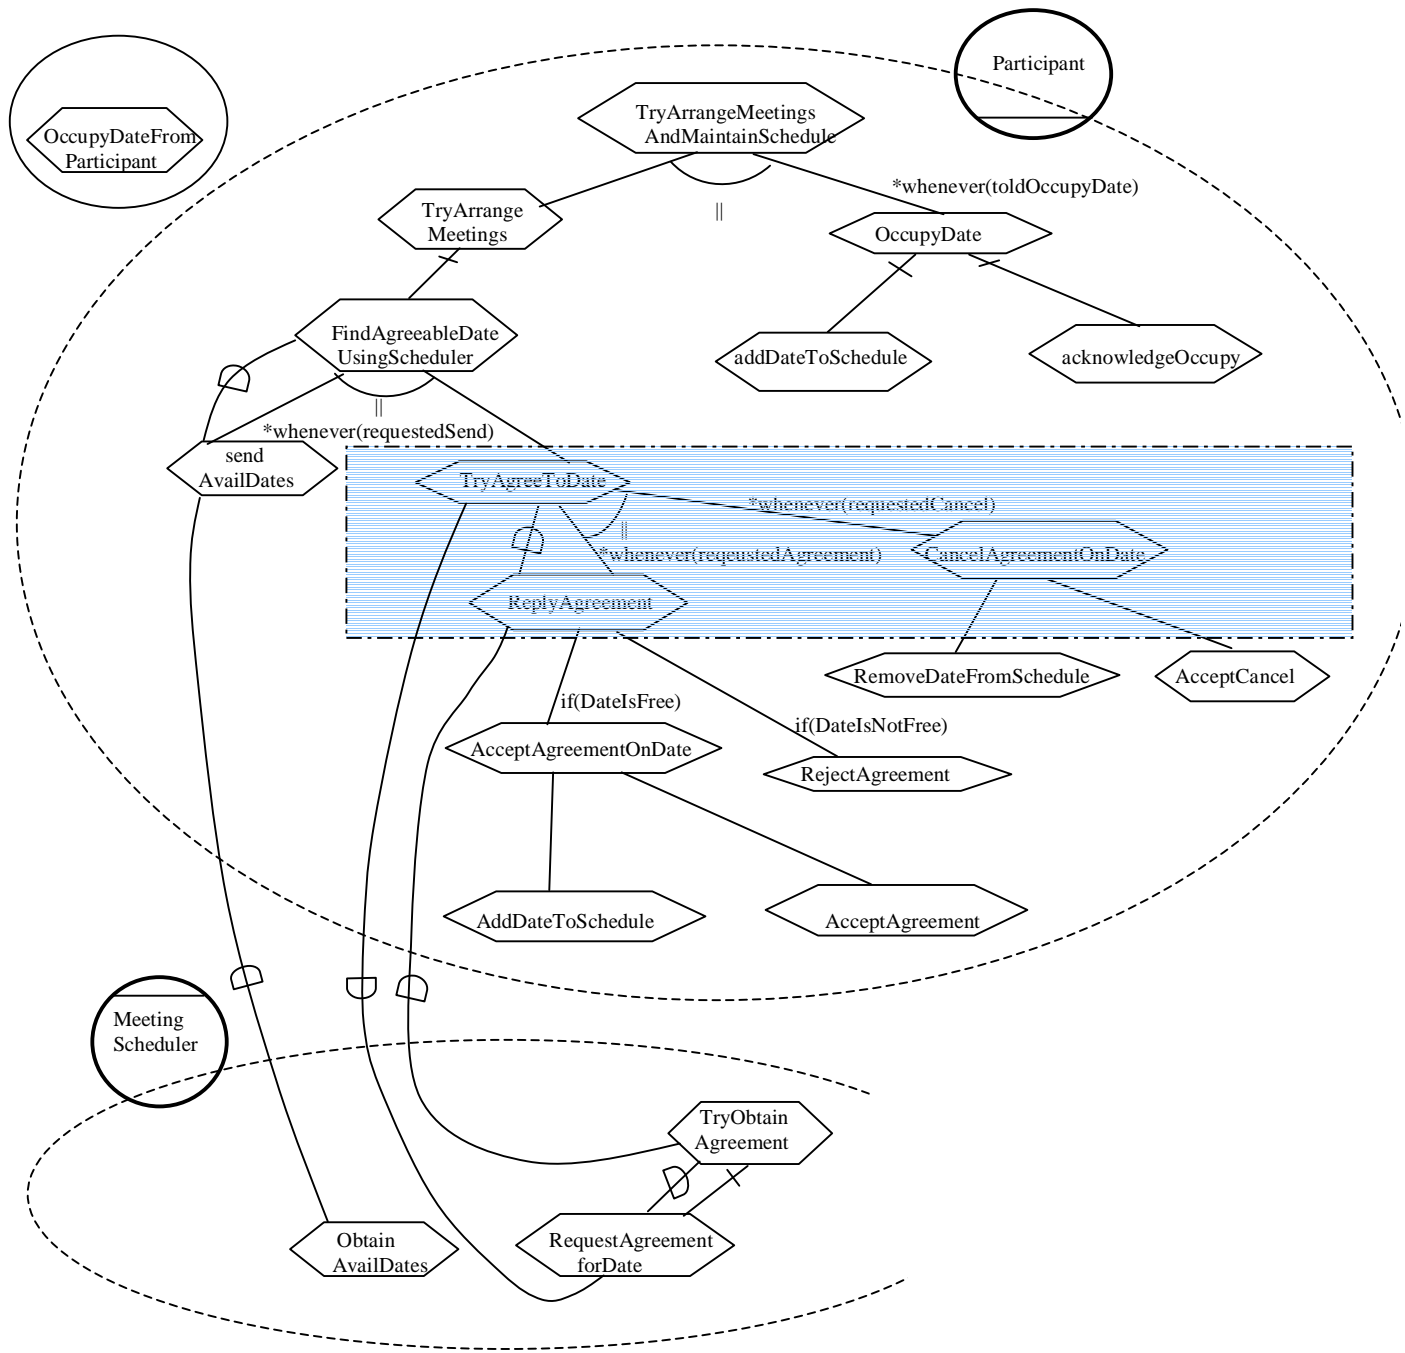 Participant
OccupyDateFrom
Participant
TryArrangeMeetings
AndMaintainSchedule
*whenever(toldOccupyDate)
||
TryArrange
Meetings
OccupyDate
FindAgreeableDate
UsingScheduler
addDateToSchedule
acknowledgeOccupy
||
*whenever(requestedSend)
send
AvailDates
TryAgreeToDate
*whenever(requestedCancel)
||
*whenever(reqeustedAgreement)
CancelAgreementOnDate
ReplyAgreement
RemoveDateFromSchedule
AcceptCancel
if(DateIsFree)
if(DateIsNotFree)
AcceptAgreementOnDate
RejectAgreement
AddDateToSchedule
AcceptAgreement
Meeting
Scheduler
TryObtain
Agreement
Obtain
AvailDates
RequestAgreement
forDate